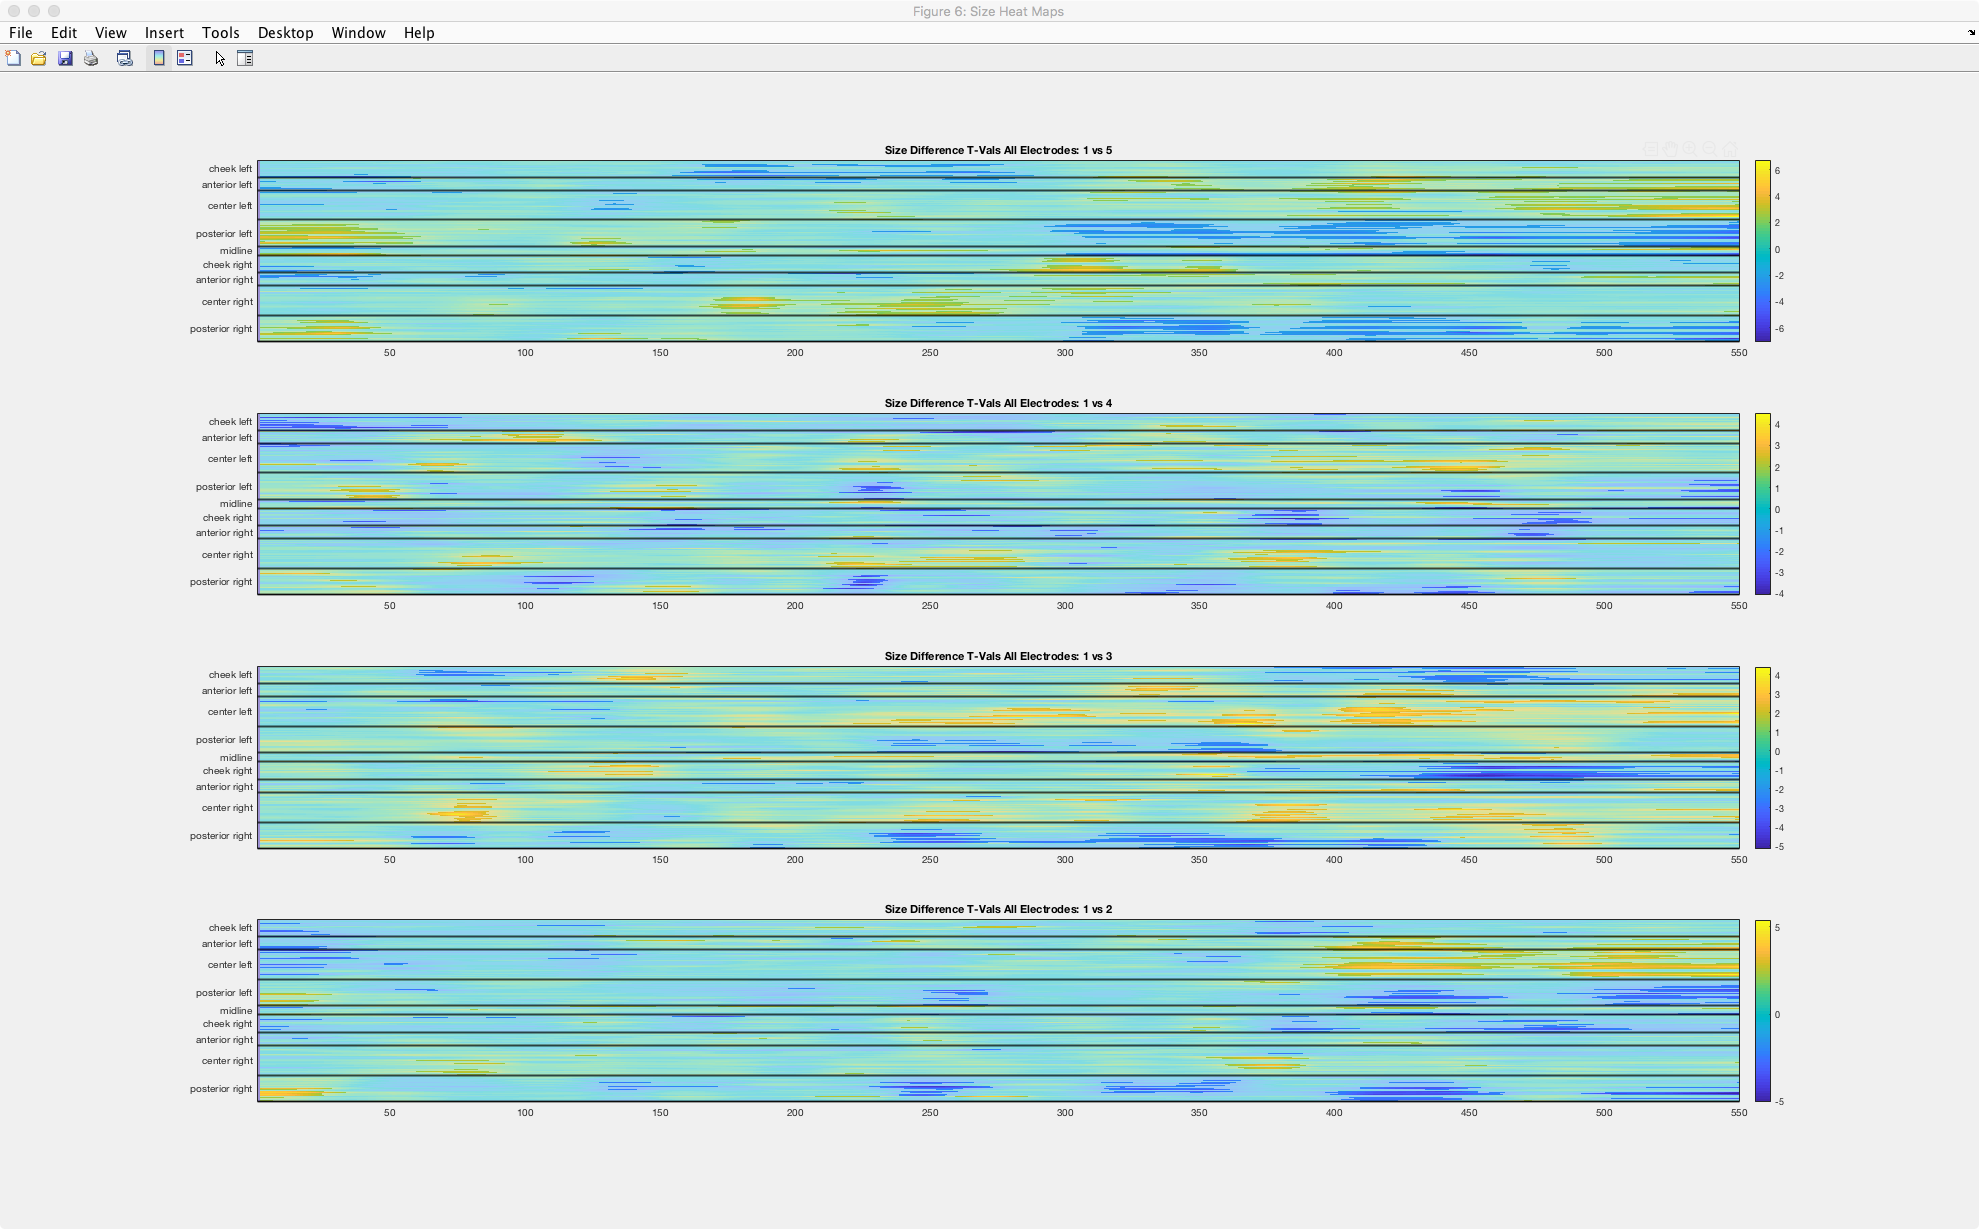 Figure 6: Size Heat Maps
File Edit View Insert Tools Desktop Window Help
Size Difference T-Vals All Electrodes: 1 vs 5
cheek left
anterior left
center left
posterior left
midline
cheek right
anterior right
center right
posterior right
50 100 150 200 250 300 350 400 450 500 550
6
4
2
0
-2
-4
-6
Size Difference T-Vals All Electrodes: 1 vs 4
cheek left
anterior left
center left
posterior left
midline
cheek right
anterior right
center right
posterior right
50 100 150 200 250 300 350 400 450 500 550
4
3
2
1
0
-1
-2
-3
-4
Size Difference T-Vals All Electrodes: 1 vs 3
cheek left
anterior left
center left
posterior left
midline
cheek right
anterior right
center right
posterior right
50 100 150 200 250 300 350 400 450 500 550
4
3
2
1
0
-1
-2
-3
-4
-5
Size Difference T-Vals All Electrodes: 1 vs 2
cheek left
anterior left
center left
posterior left
midline
cheek right
anterior right
center right
posterior right
50 100 150 200 250 300 350 400 450 500 550
5
0
-5